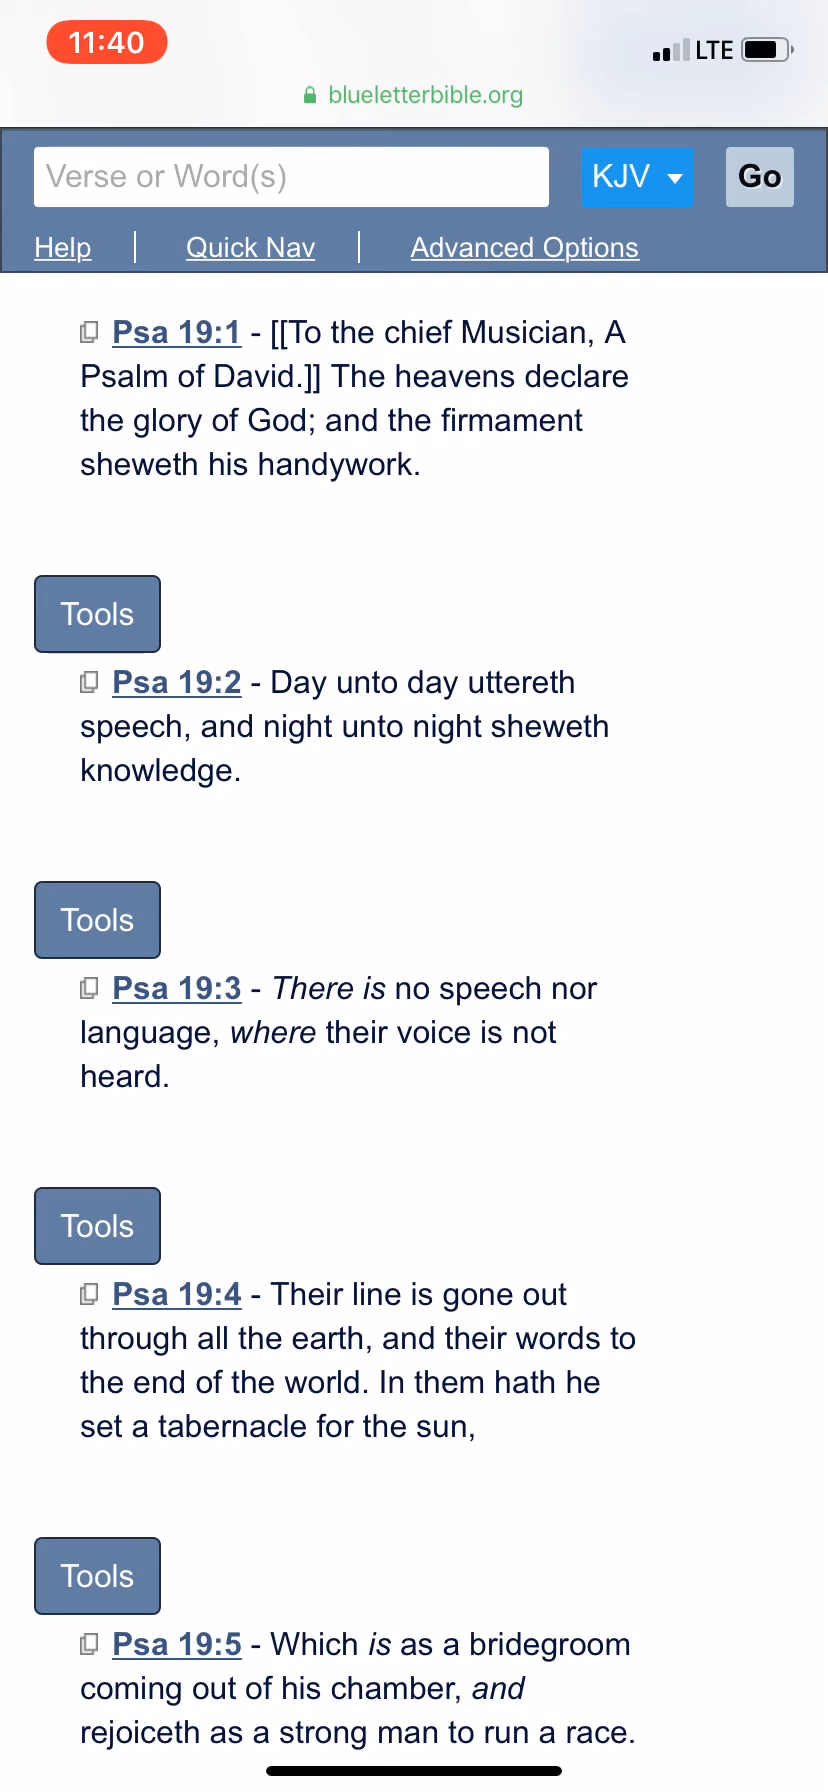 11:40
LTE
blueletterbible.org
Verse or Word(s)
KJV
Go
Help
Quick Nav
Advanced Options
Psa 19:1 - [[To the chief Musician, A
Psalm of David.]] The heavens declare
the glory of God; and the firmament
sheweth his handywork.
Tools
Psa 19:2 - Day unto day uttereth
speech, and night unto night sheweth
knowledge.
Tools
Psa 19:3 - There is no speech nor
language, where their voice is not
heard.
Tools
Psa 19:4 - Their line is gone out
through all the earth, and their words to
the end of the world. In them hath he
set a tabernacle for the sun,
Tools
Psa 19:5 - Which is as a bridegroom
coming out of his chamber, and
rejoiceth as a strong man to run a race.